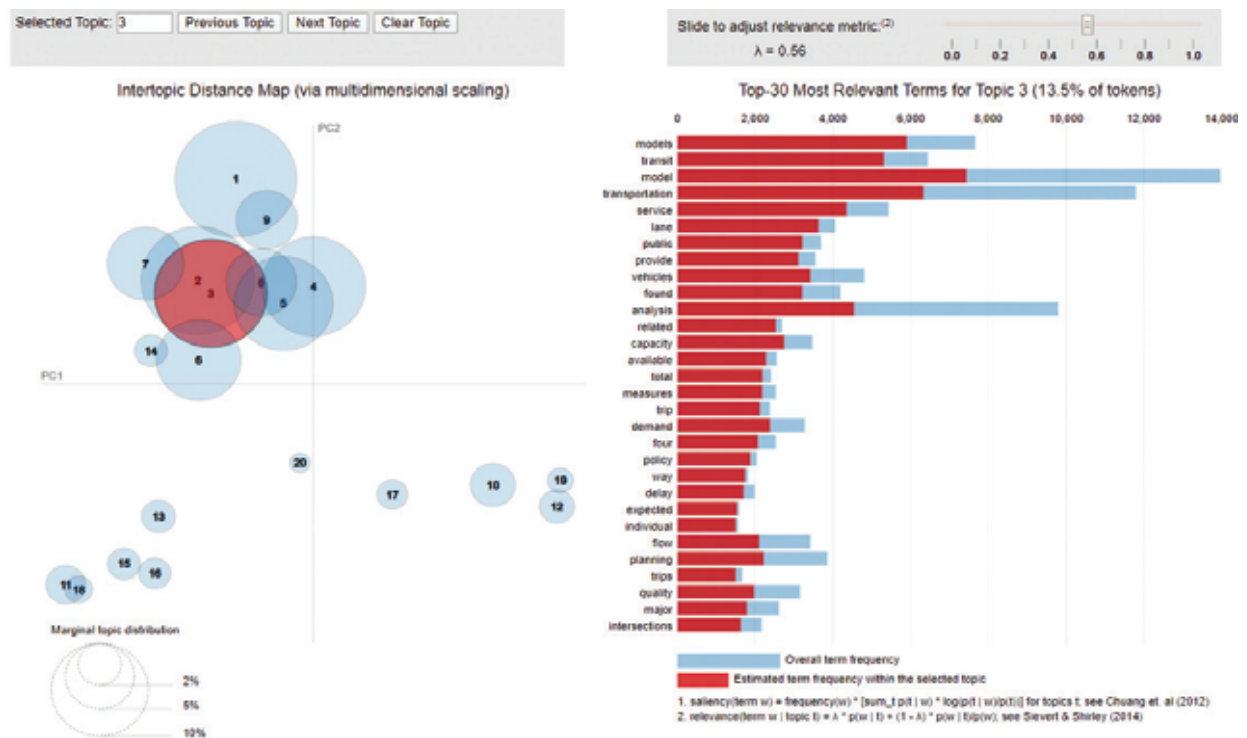 Selected Topic: 3 Previous Topic Next Topic Clear Topic
Slide to adjust relevance metric:(2)
λ = 0.56
0.0 0.2 0.4 0.6 0.8 1.0
Intertopic Distance Map (via multidimensional scaling)
PC2
1
9
7
2
3
8
5
4
14
6
PC1
20
17
10
19
12
13
15
16
11
18
Marginal topic distribution
2%
5%
10%
Top-30 Most Relevant Terms for Topic 3 (13.5% of tokens)
0 2,000 4,000 6,000 8,000 10,000 12,000 14,000
models
transit
model
transportation
service
lane
public
provide
vehicles
found
analysis
related
capacity
available
total
measures
trip
demand
four
policy
way
delay
expected
individual
flow
planning
trips
quality
major
intersections
Overall term frequency
Estimated term frequency within the selected topic
1. saliency(term w) = frequency(w) * [sum_t p(t | w) * log(p(t | w)/p(t))] for topics t; see Chuang et. al (2012)
2. relevance(term w | topic t) = λ * p(w | t) + (1 - λ) * p(w | t)/p(w); see Sievert & Shirley (2014)